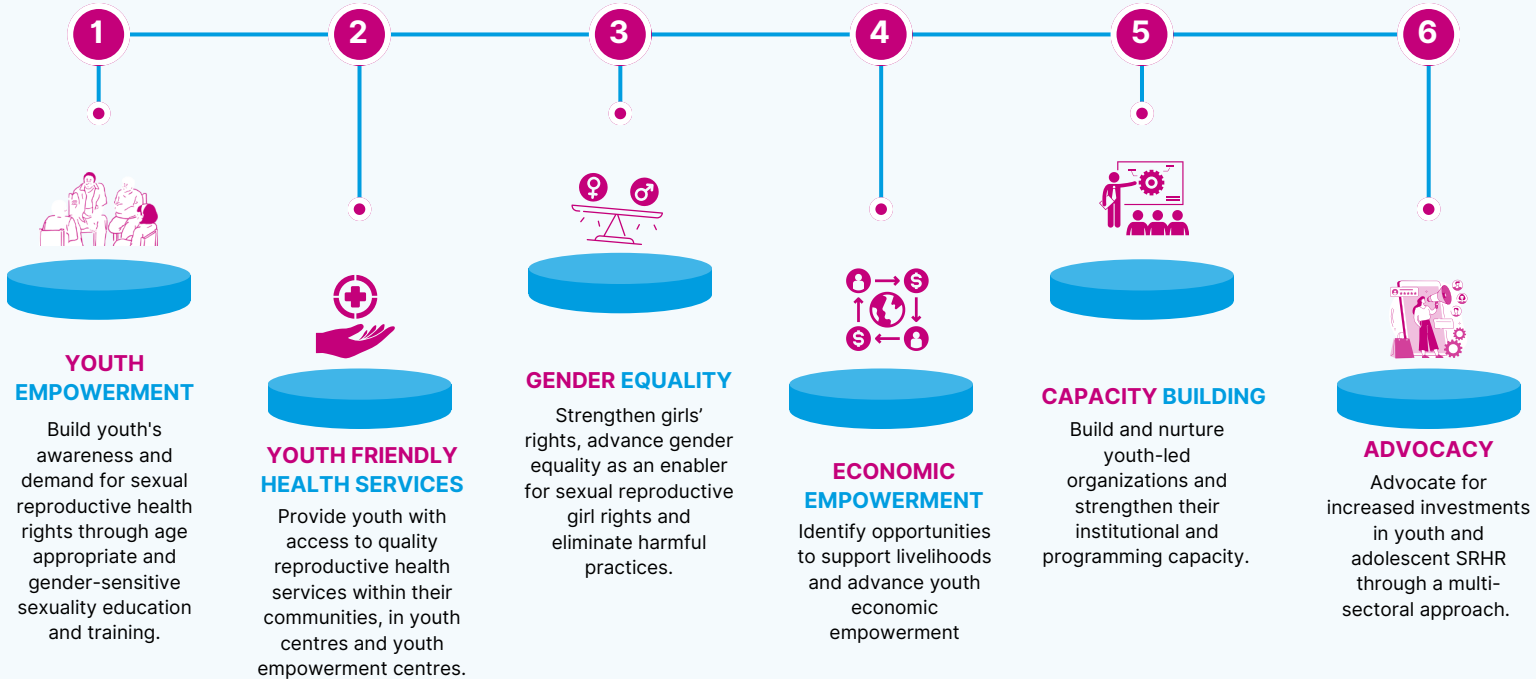 1
2
3
4
5
6
YOUTH
EMPOWERMENT
Build youth's
awareness and
demand for sexual
reproductive health
rights through age
appropriate and
gender-sensitive
sexuality education
and training.
YOUTH FRIENDLY
HEALTH SERVICES
Provide youth with
access to quality
reproductive health
services within their
communities, in youth
centres and youth
empowerment centres.
GENDER EQUALITY
Strengthen girls’
rights, advance gender
equality as an enabler
for sexual reproductive
girl rights and
eliminate harmful
practices.
$
$
ECONOMIC
EMPOWERMENT
Identify opportunities
to support livelihoods
and advance youth
economic
empowerment
CAPACITY BUILDING
Build and nurture
youth-led
organizations and
strengthen their
institutional and
programming capacity.
ADVOCACY
Advocate for
increased investments
in youth and
adolescent SRHR
through a multi-
sectoral approach.